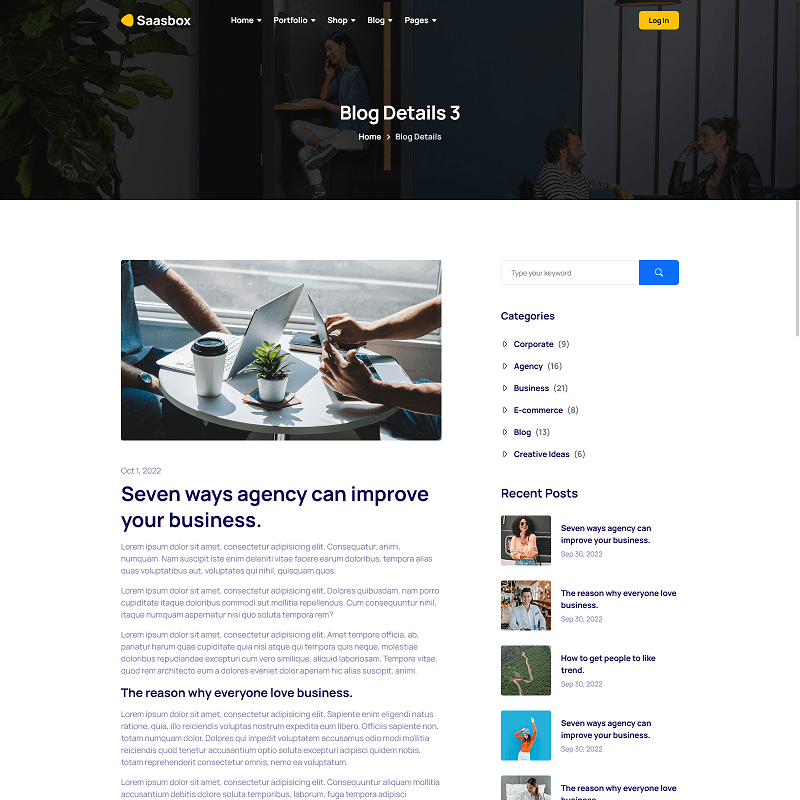 Saasbox
Home Portfolio Shop Blog Pages
Log In
Blog Details 3
Home Blog Details
Oct 1, 2022
Seven ways agency can improve
your business.
Lorem ipsum dolor sit amet, consectetur adipisicing elit. Consequatur, animi,
numquam. Nam suscipit iste enim deleniti vitae facere earum doloribus, tempora alias
quas voluptatibus aut, voluptates qui nihil, quisquam quos.
Lorem ipsum dolor sit amet, consectetur adipisicing elit. Dolores quibusdam, nam porro
cupiditate itaque doloribus commodi aut mollitia repellendus. Cum consequuntur nihil,
itaque numquam aspernatur nisi quo soluta tempora rem?
Lorem ipsum dolor sit amet, consectetur adipisicing elit. Amet tempore officia, ab,
pariatur harum quae cupiditate quia nisi atque qui tempora quis neque, molestiae
doloribus repudiandae excepturi cum vero similique, aliquid laboriosam. Tempore vitae,
quod rem architecto eum a dolores eveniet dolor aperiam hic alias suscipit, animi.
The reason why everyone love business.
Lorem ipsum dolor sit amet, consectetur adipisicing elit. Sapiente enim eligendi natus
ratione, quia, illo reiciendis voluptas nostrum expedita eum libero. Officiis sapiente non,
totam numquam dolor. Dolores qui impedit voluptatem accusamus odio modi mollitia
reiciendis quod tenetur accusantium optio soluta excepturi adipisci quidem nobis,
totam reprehenderit consectetur omnis, nemo ea voluptatum.
Lorem ipsum dolor sit amet, consectetur adipisicing elit. Consequuntur aliquam mollitia
accusantium debitis dolore soluta temporibus, laborum, fuga tempora adipisci
Type your keyword
Categories
Corporate (9)
Agency (16)
Business (21)
E-commerce (8)
Blog (13)
Creative Ideas (6)
Recent Posts
Seven ways agency can
improve your business.
Sep 30, 2022
The reason why everyone love
business.
Sep 30, 2022
How to get people to like
trend.
Sep 30, 2022
Seven ways agency can
improve your business.
Sep 30, 2022
The reason why everyone love
business.